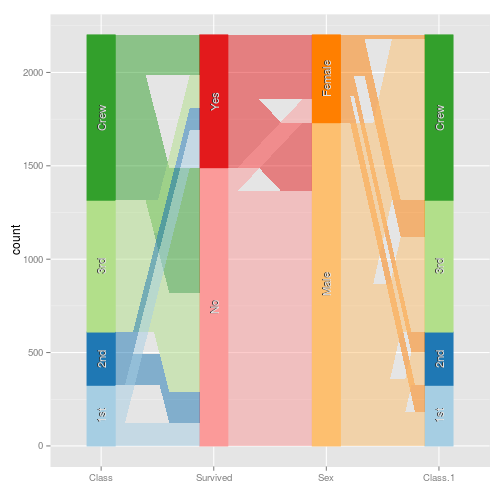 count
2000
1500
1000
500
0
Crew
3rd
2nd
1st
Yes
No
Female
Male
Crew
3rd
2nd
1st
Class
Survived
Sex
Class.1